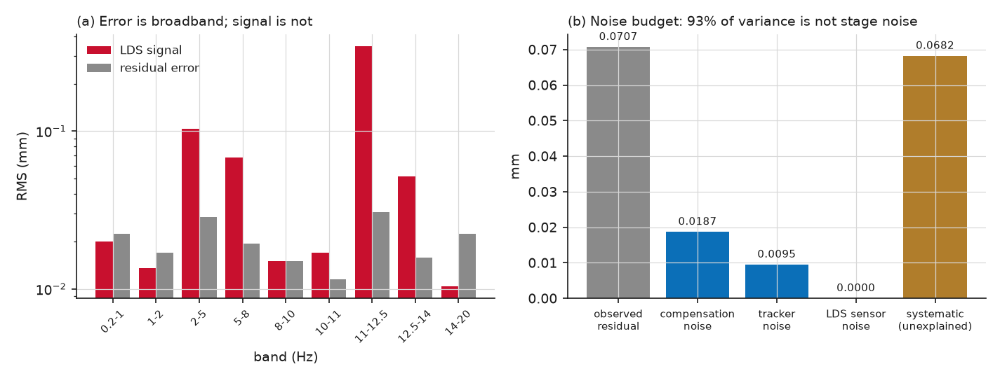 (a) Error is broadband; signal is not
LDS signal
residual error
RMS (mm)
10⁻¹
10⁻²
0.2-1
1-2
2-5
5-8
8-10
10-11
11-12.5
12.5-14
14-20
band (Hz)
(b) Noise budget: 93% of variance is not stage noise
mm
0.07
0.06
0.05
0.04
0.03
0.02
0.01
0.00
0.0707
0.0187
0.0095
0.0000
0.0682
observed
residual
compensation
noise
tracker
noise
LDS sensor
noise
systematic
(unexplained)